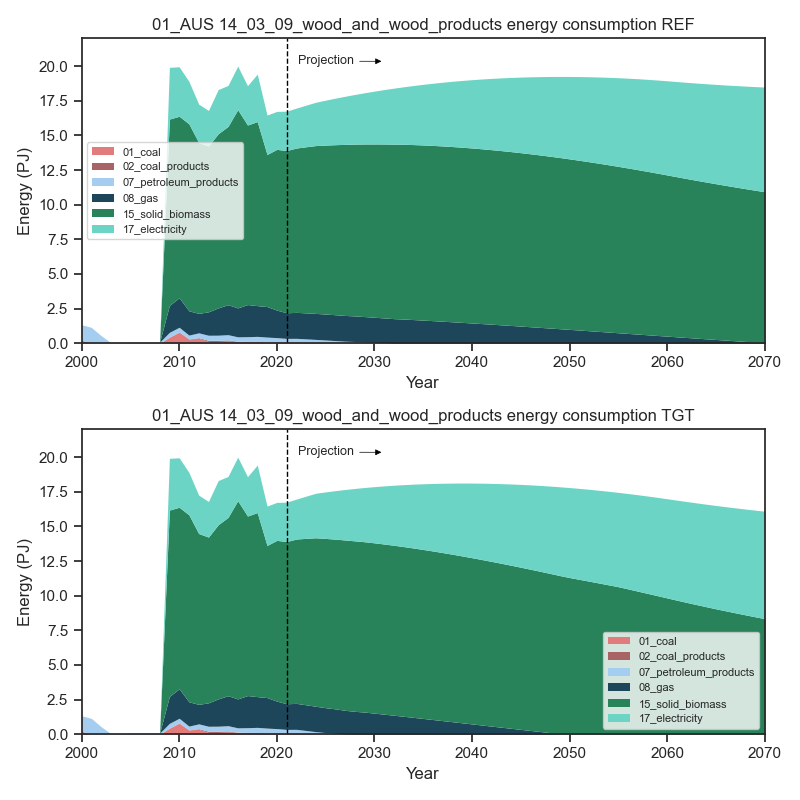 01_AUS 14_03_09_wood_and_wood_products energy consumption REF
20.0
17.5
15.0
12.5
10.0
7.5
5.0
2.5
0.0
Energy (PJ)
Projection
01_coal
02_coal_products
07_petroleum_products
08_gas
15_solid_biomass
17_electricity
2000 2010 2020 2030 2040 2050 2060 2070
Year
01_AUS 14_03_09_wood_and_wood_products energy consumption TGT
20.0
17.5
15.0
12.5
10.0
7.5
5.0
2.5
0.0
Energy (PJ)
Projection
01_coal
02_coal_products
07_petroleum_products
08_gas
15_solid_biomass
17_electricity
2000 2010 2020 2030 2040 2050 2060 2070
Year